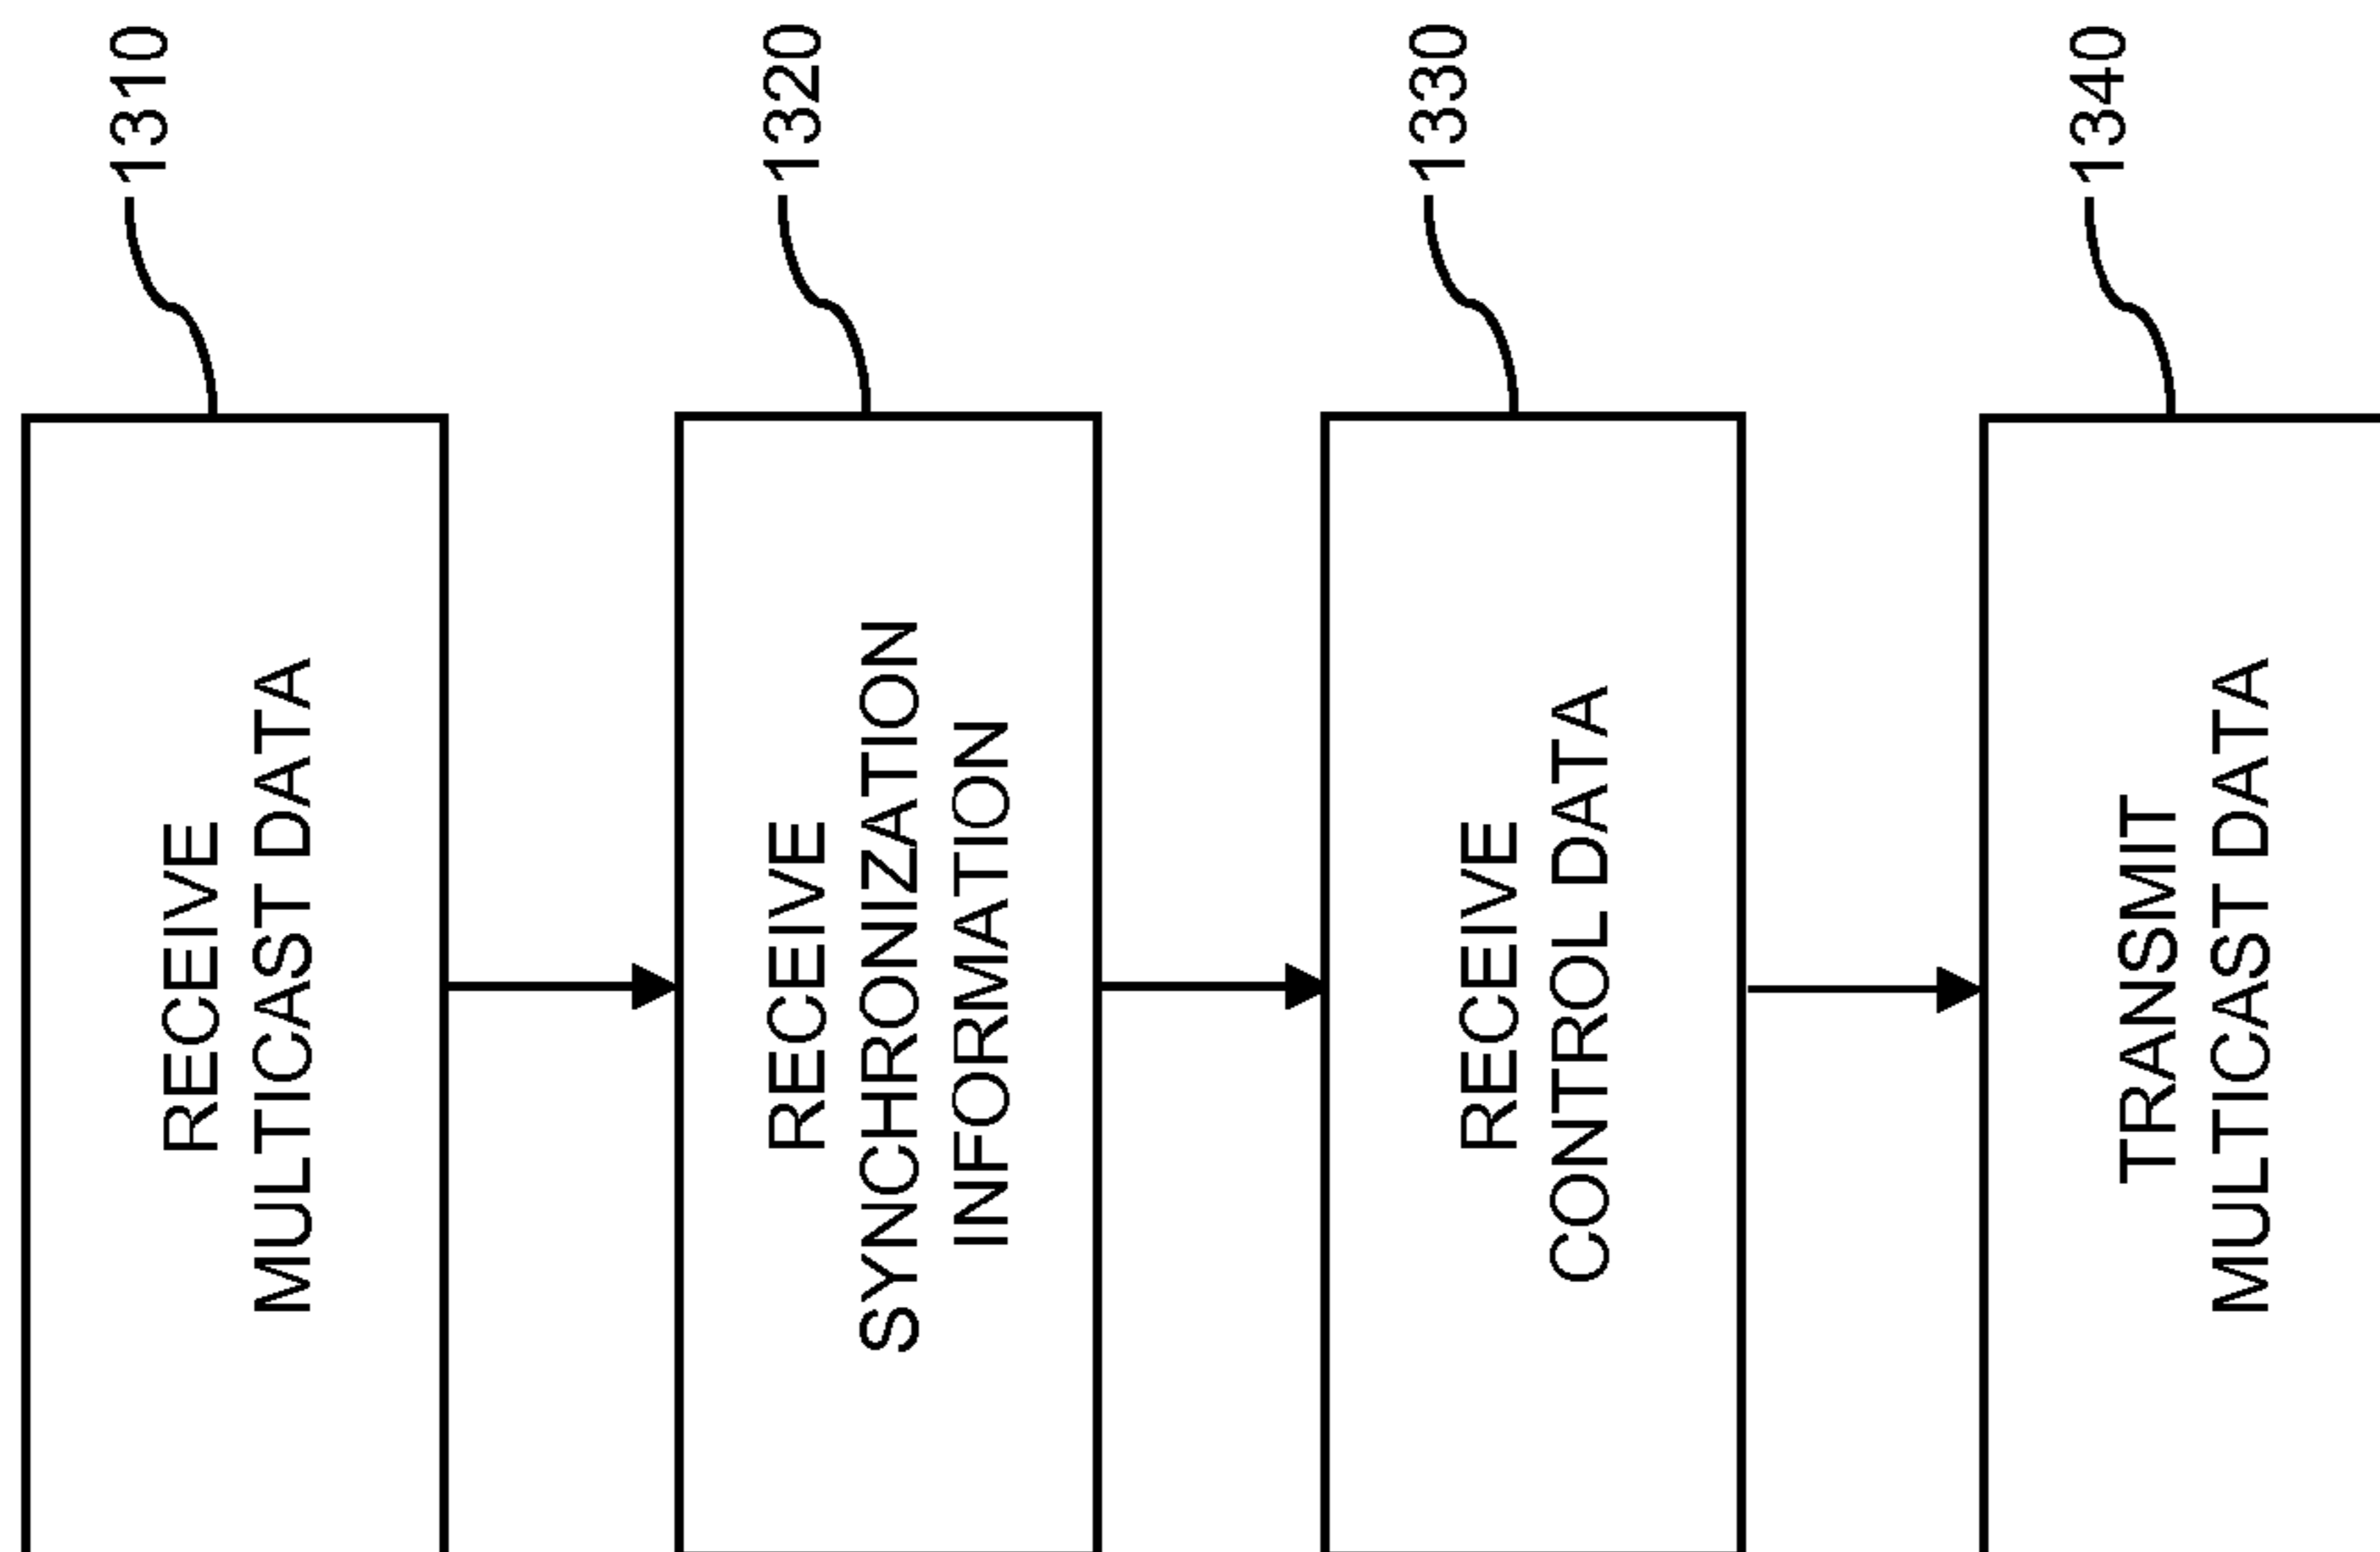 1310
RECEIVE
MULTICAST DATA
1320
RECEIVE
SYNCHRONIZATION
INFORMATION
1330
RECEIVE
CONTROL DATA
1340
TRANSMIT
MULTICAST DATA